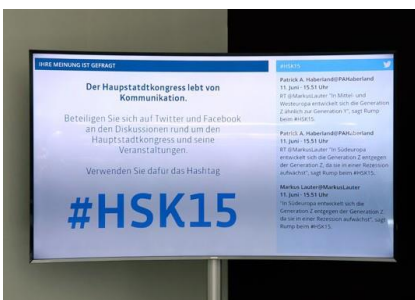 IHRE MEINUNG IST GEFRAGT
Der Haupstatdtkongress lebt von
Kommunikation.
Beteiligen Sie sich auf Twitter und Facebook
an den Diskussionen rund um den
Hauptstadtkongress und seine
Veranstaltungen.
Verwenden Sie dafür das Hashtag
#HSK15
#HSK15
Patrick A. Haberland@PAHaberland
11. Juni · 15.51 Uhr
RT @MarkusLauter "In Mittel- und
Westeuropa entwickelt sich die Generation
Z ähnlich zur Generation Y", sagt Rump
beim #HSK15.
Patrick A. Haberland@PAHaberland
11. Juni · 15.51 Uhr
RT @MarkusLauter "In Südeuropa
entwickelt sich die Generation Z entgegen
der Generation Z, da sie in einer Rezession
aufwächst", sagt Rump beim #HSK15.
Markus Lauter@MarkusLauter
11. Juni · 15.51 Uhr
"In Südeuropa entwickelt sich die
Generation Z entgegen der Generation Z
da sie in einer Rezession aufwächst", sagt
Rump beim #HSK15.